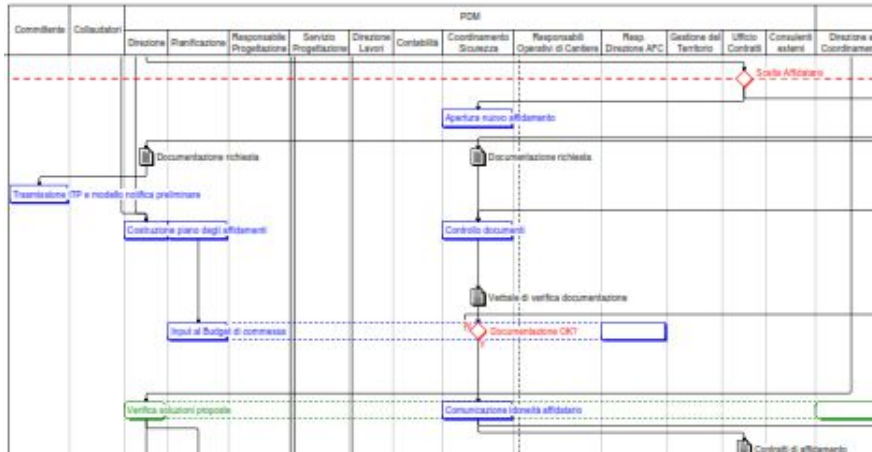 PDM
Committente
Collaudatori
Direzione
Pianificazione
Responsabile
Progettazione
Servizio
Progettazione
Direzione
Lavori
Contabilità
Coordinamento
Sicurezza
Responsabili
Operativi di Cantiere
Resp.
Direzione AFC
Gestione del
Territorio
Ufficio
Contratti
Consulenti
esterni
Direzione e
Coordinamen
Scelta Affidatario
Apertura nuovo affidamento
Documentazione richiesta
Documentazione richiesta
Trasmissione ITP e modello notifica preliminare
Costruzione piano degli affidamenti
Controllo documenti
Verbale di verifica documentazione
Input al Budget di commessa
N
Documentazione OK?
Y
Verifica soluzioni proposte
Comunicazione idoneità affidatario
Contratti di affidamento